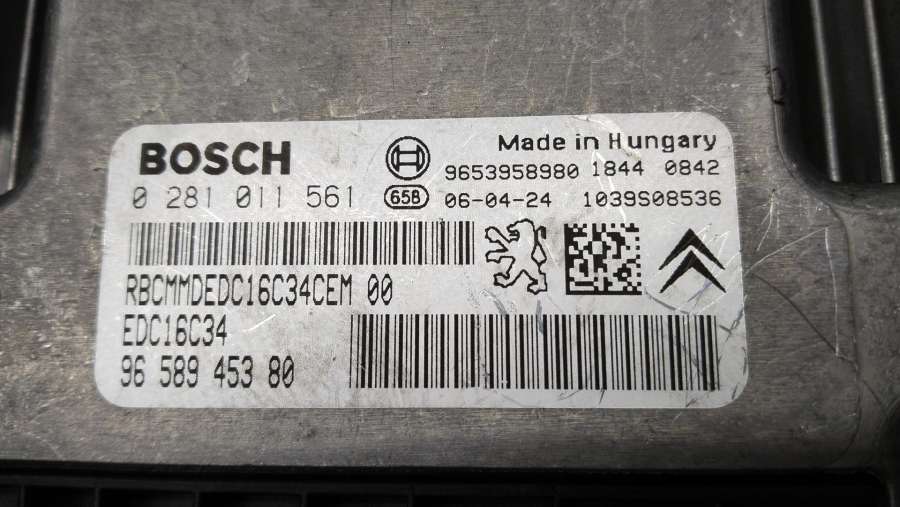 BOSCH
Made in Hungary
9653958980 1844 0842
0 281 011 561 658 06-04-24 1039S08536
RBCMMDEDC16C34CEM 00
EDC16C34
96 589 453 80